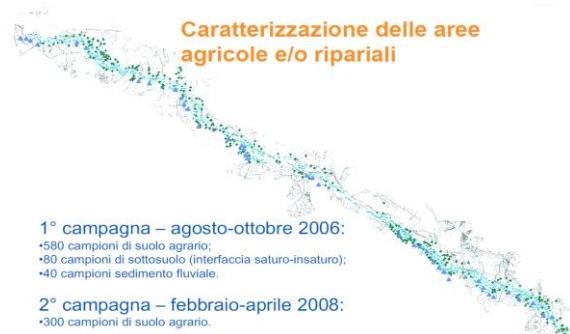 Caratterizzazione delle aree
agricole e/o ripariali
1° campagna – agosto-ottobre 2006:
•580 campioni di suolo agrario;
•80 campioni di sottosuolo (interfaccia saturo-insaturo);
•40 campioni sedimento fluviale.
2° campagna – febbraio-aprile 2008:
•300 campioni di suolo agrario.